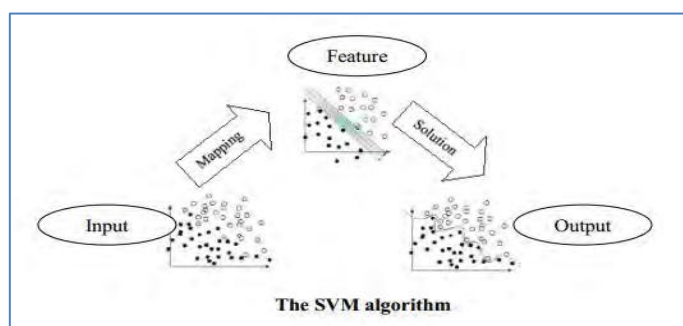 Feature
Mapping
Solution
Input
Output
The SVM algorithm